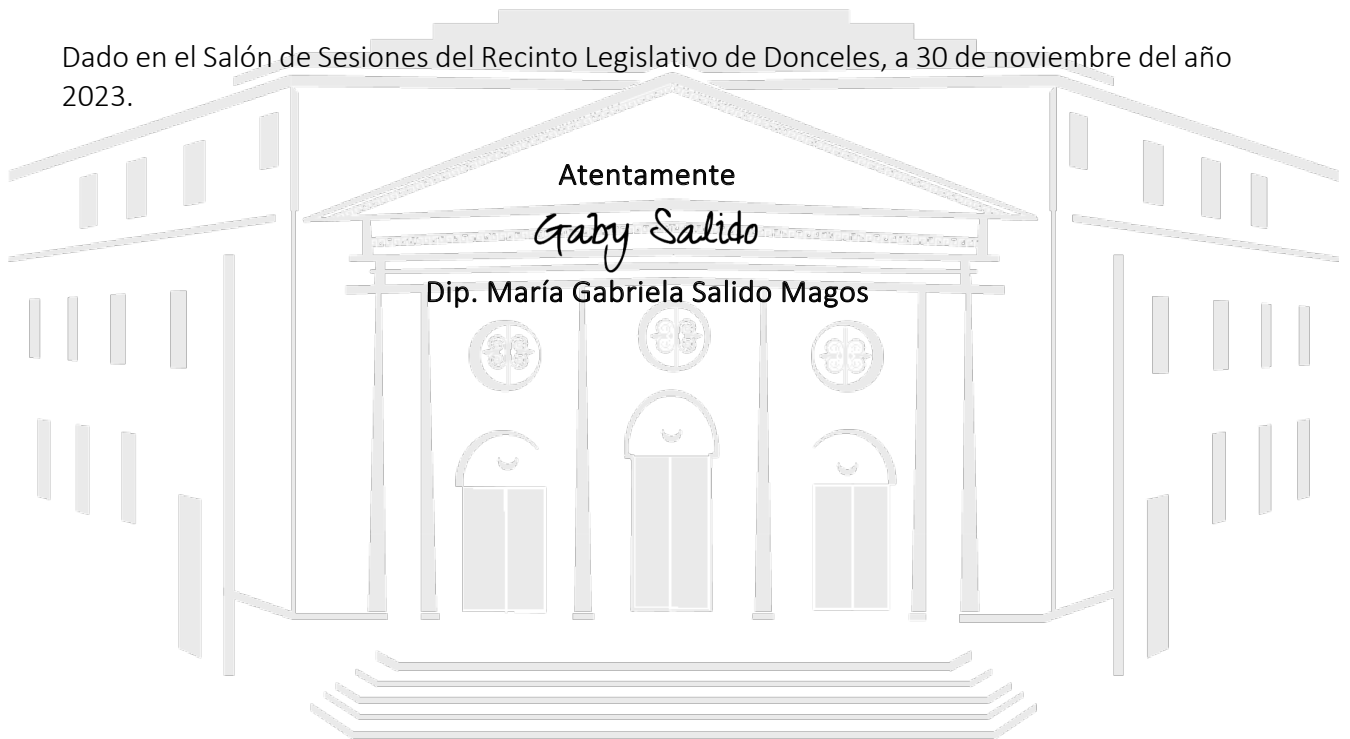 Dado en el Salón de Sesiones del Recinto Legislativo de Donceles, a 30 de noviembre del año
2023.
Atentamente
Gaby Salido
Dip. María Gabriela Salido Magos